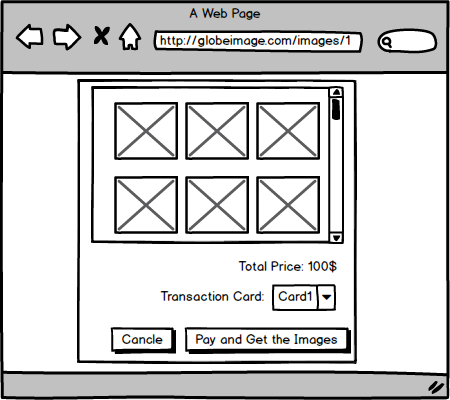 A Web Page
http://globeimage.com/images/1
Total Price: 100$
Transaction Card: Card1
Cancle
Pay and Get the Images